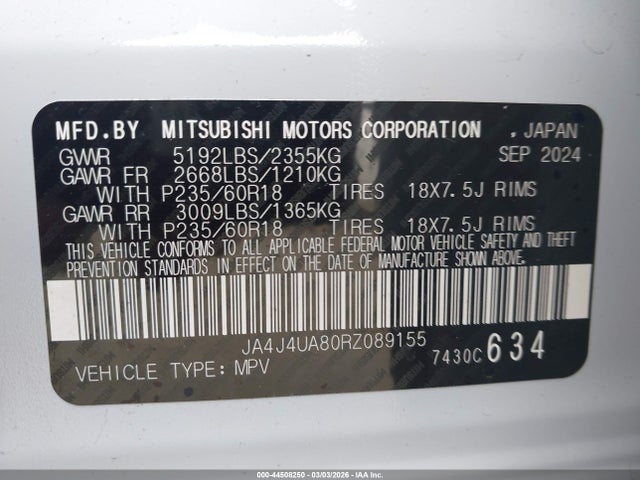 MFD.BY MITSUBISHI MOTORS CORPORATION , JAPAN
GVWR 5192LBS/2355KG SEP 2024
GAWR FR 2668LBS/1210KG
WITH P235/60R18 TIRES 18X7.5J RIMS
GAWR RR 3009LBS/1365KG
WITH P235/60R18 TIRES 18X7.5J RIMS
THIS VEHICLE CONFORMS TO ALL APPLICABLE FEDERAL MOTOR VEHICLE SAFETY AND THEFT
PREVENTION STANDARDS IN EFFECT ON THE DATE OF MANUFACTURE SHOWN ABOVE.
JA4J4UA80RZ089155
VEHICLE TYPE: MPV 7430C 634
000-44508250 - 03/03/2026 - IAA Inc.